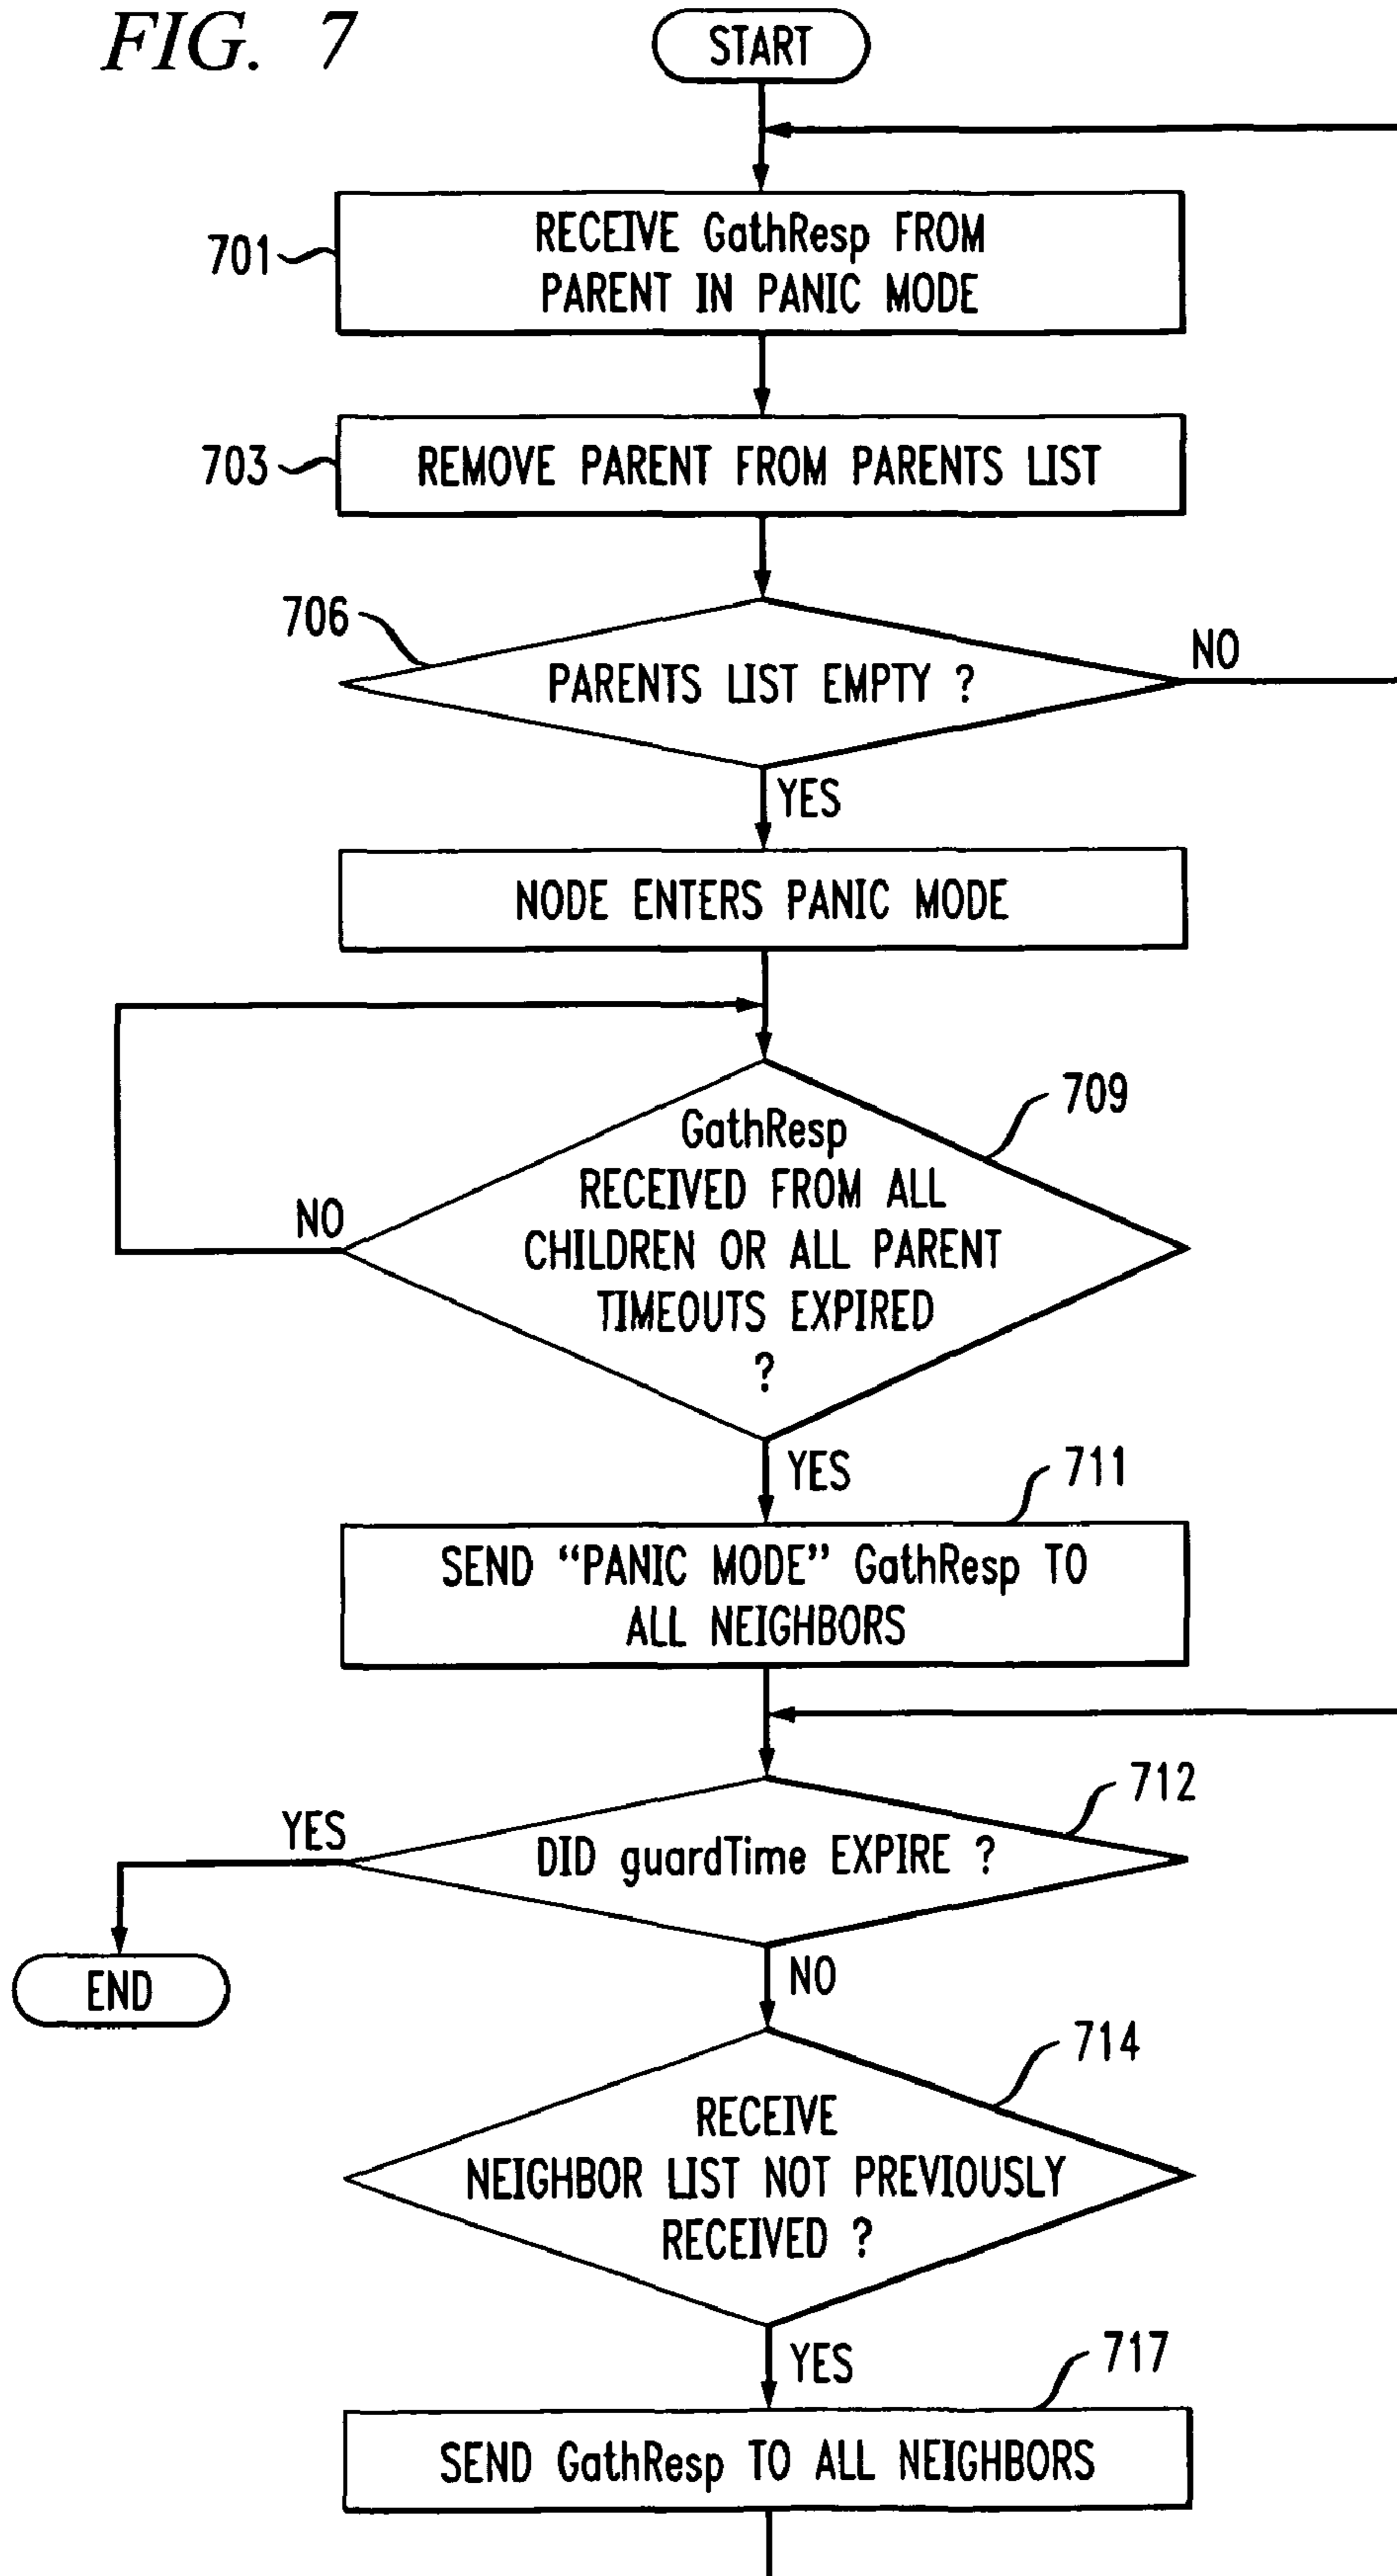 FIG. 7
START
701
RECEIVE GathResp FROM
PARENT IN PANIC MODE
703
REMOVE PARENT FROM PARENTS LIST
706
PARENTS LIST EMPTY ?
NO
YES
NODE ENTERS PANIC MODE
709
GathResp
RECEIVED FROM ALL
CHILDREN OR ALL PARENT
TIMEOUTS EXPIRED
?
NO
YES
711
SEND “PANIC MODE” GathResp TO
ALL NEIGHBORS
712
YES
DID guardTime EXPIRE ?
END
NO
714
RECEIVE
NEIGHBOR LIST NOT PREVIOUSLY
RECEIVED ?
YES
717
SEND GathResp TO ALL NEIGHBORS